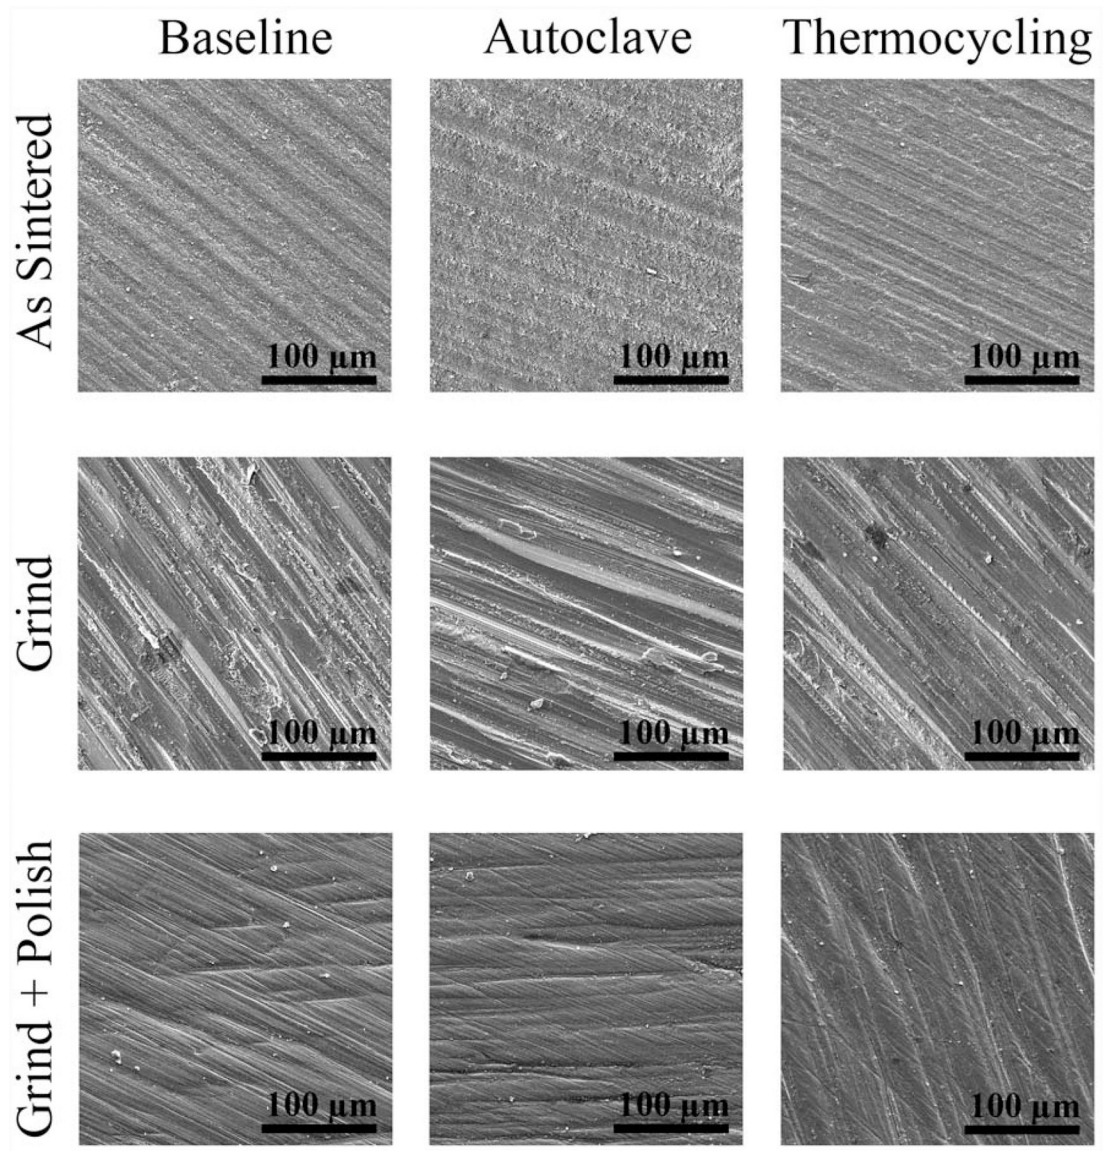 Baseline Autoclave Thermocycling
As Sintered
100 µm 100 µm 100 µm
Grind
100 µm 100 µm 100 µm
Grind + Polish
100 µm 100 µm 100 µm